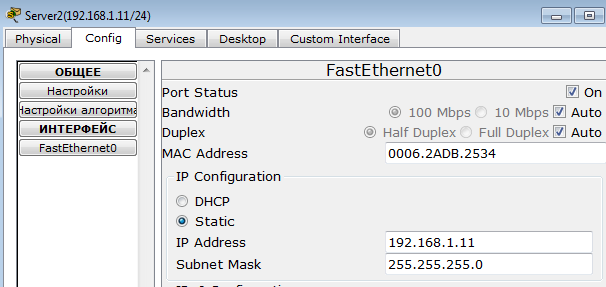 Server2(192.168.1.11/24)
Physical Config Services Desktop Custom Interface
ОБЩЕЕ
Настройки
Настройки алгоритма
ИНТЕРФЕЙС
FastEthernet0
FastEthernet0
Port Status On
Bandwidth 100 Mbps 10 Mbps Auto
Duplex Half Duplex Full Duplex Auto
MAC Address 0006.2ADB.2534
IP Configuration
DHCP
Static
IP Address 192.168.1.11
Subnet Mask 255.255.255.0